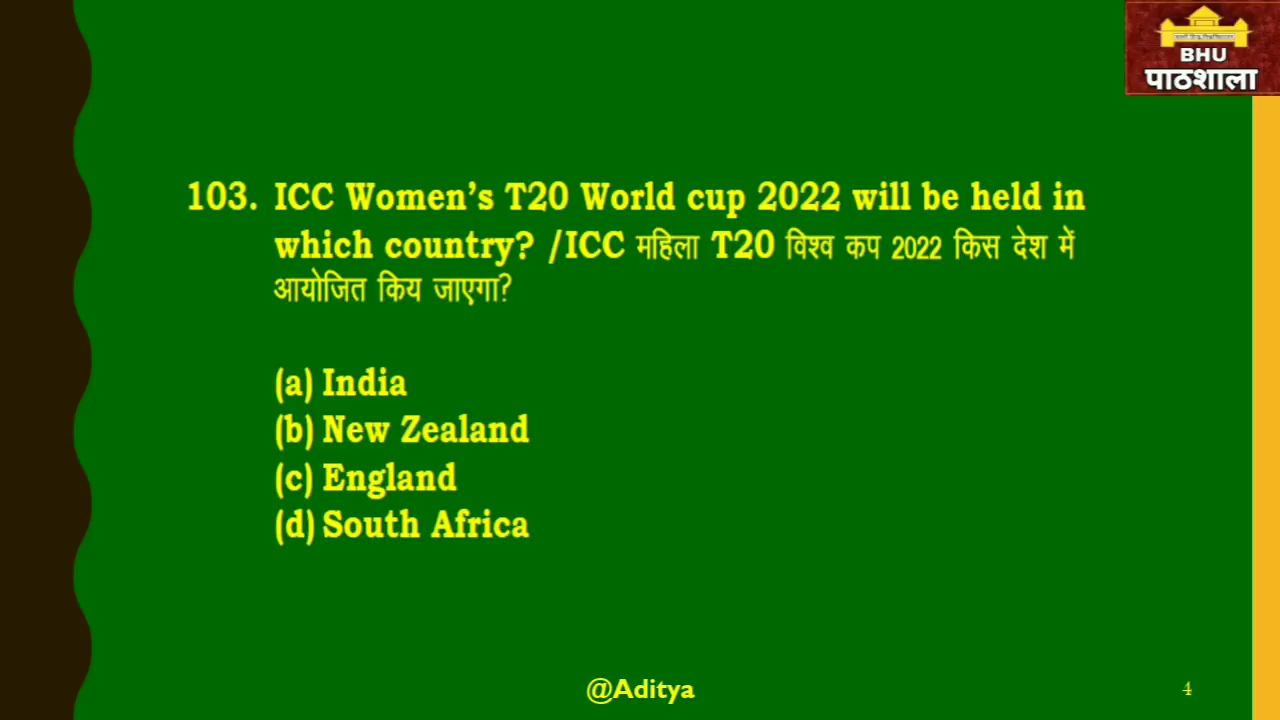 BHU
पाठशाला
103. ICC Women’s T20 World cup 2022 will be held in
which country? /ICC महिला T20 विश्व कप 2022 किस देश में
आयोजित किय जाएगा?
(a) India
(b) New Zealand
(c) England
(d) South Africa
@Aditya
4